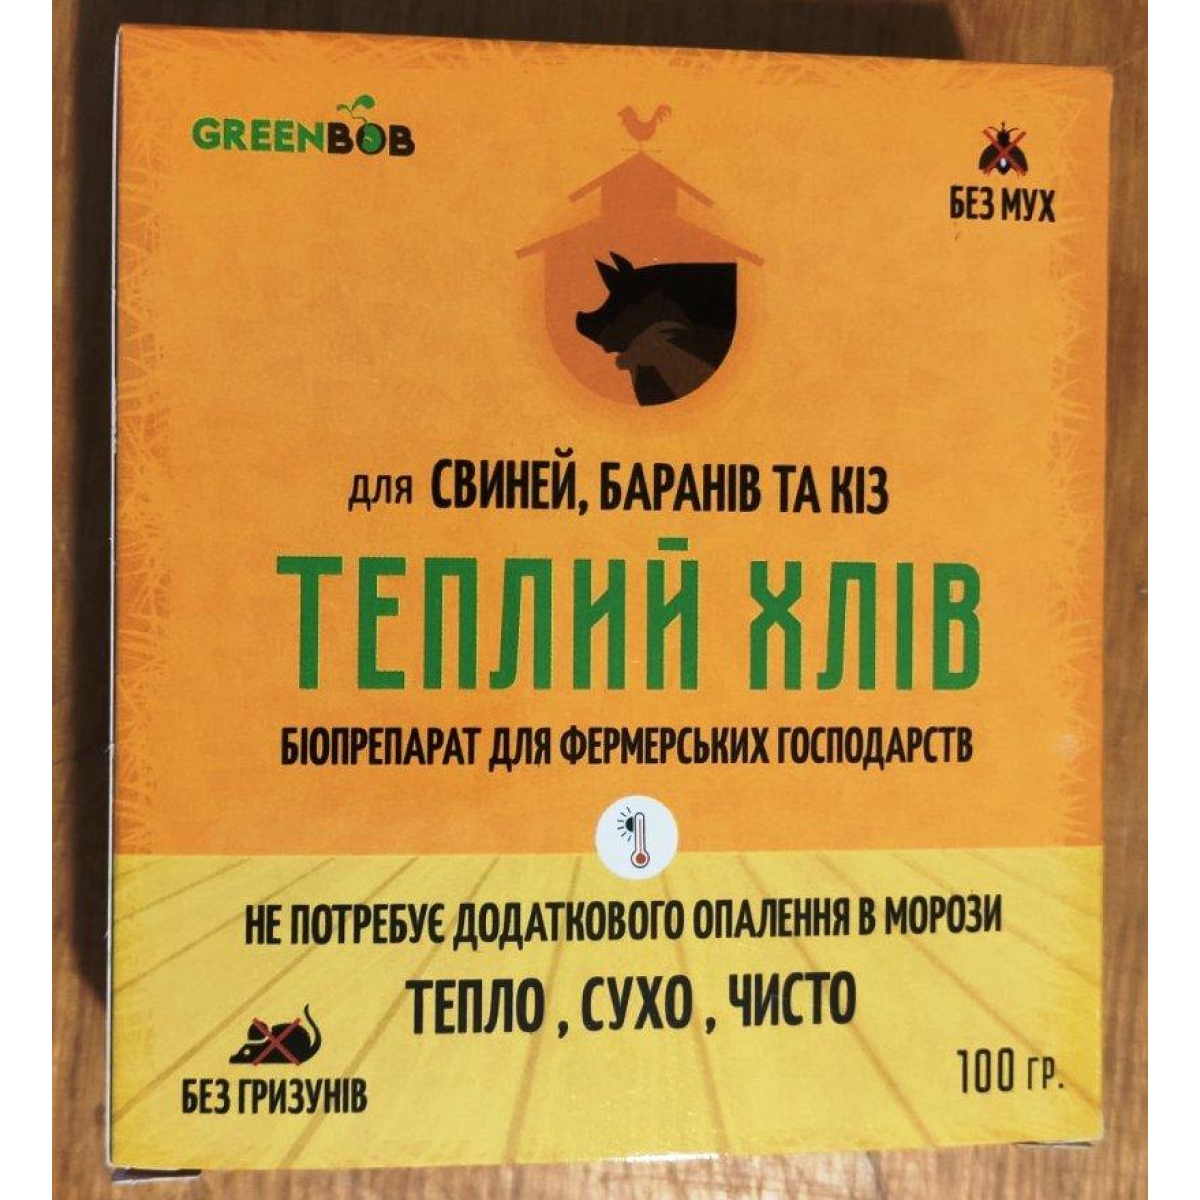 GREENBOB
БЕЗ МУХ
для СВИНЕЙ, БАРАНІВ ТА КІЗ
ТЕПЛИЙ ХЛІВ
БІОПРЕПАРАТ ДЛЯ ФЕРМЕРСЬКИХ ГОСПОДАРСТВ
НЕ ПОТРЕБУЄ ДОДАТКОВОГО ОПАЛЕННЯ В МОРОЗИ
ТЕПЛО , СУХО , ЧИСТО
БЕЗ ГРИЗУНІВ
100 ГР.